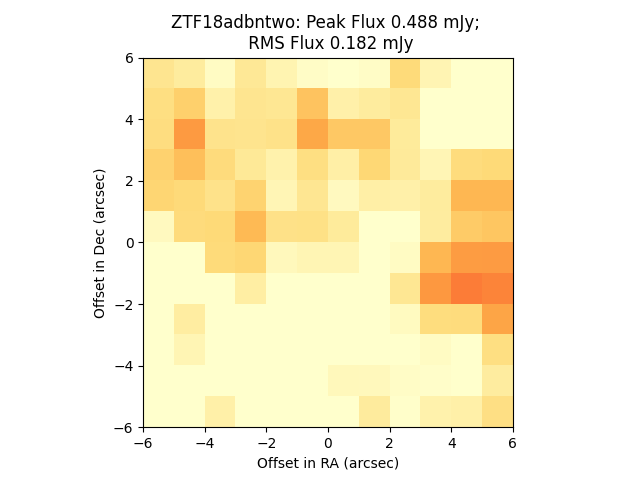 ZTF18adbntwo: Peak Flux 0.488 mJy;
RMS Flux 0.182 mJy
6
4
2
0
−2
−4
−6
Offset in Dec (arcsec)
−6 −4 −2 0 2 4 6
Offset in RA (arcsec)